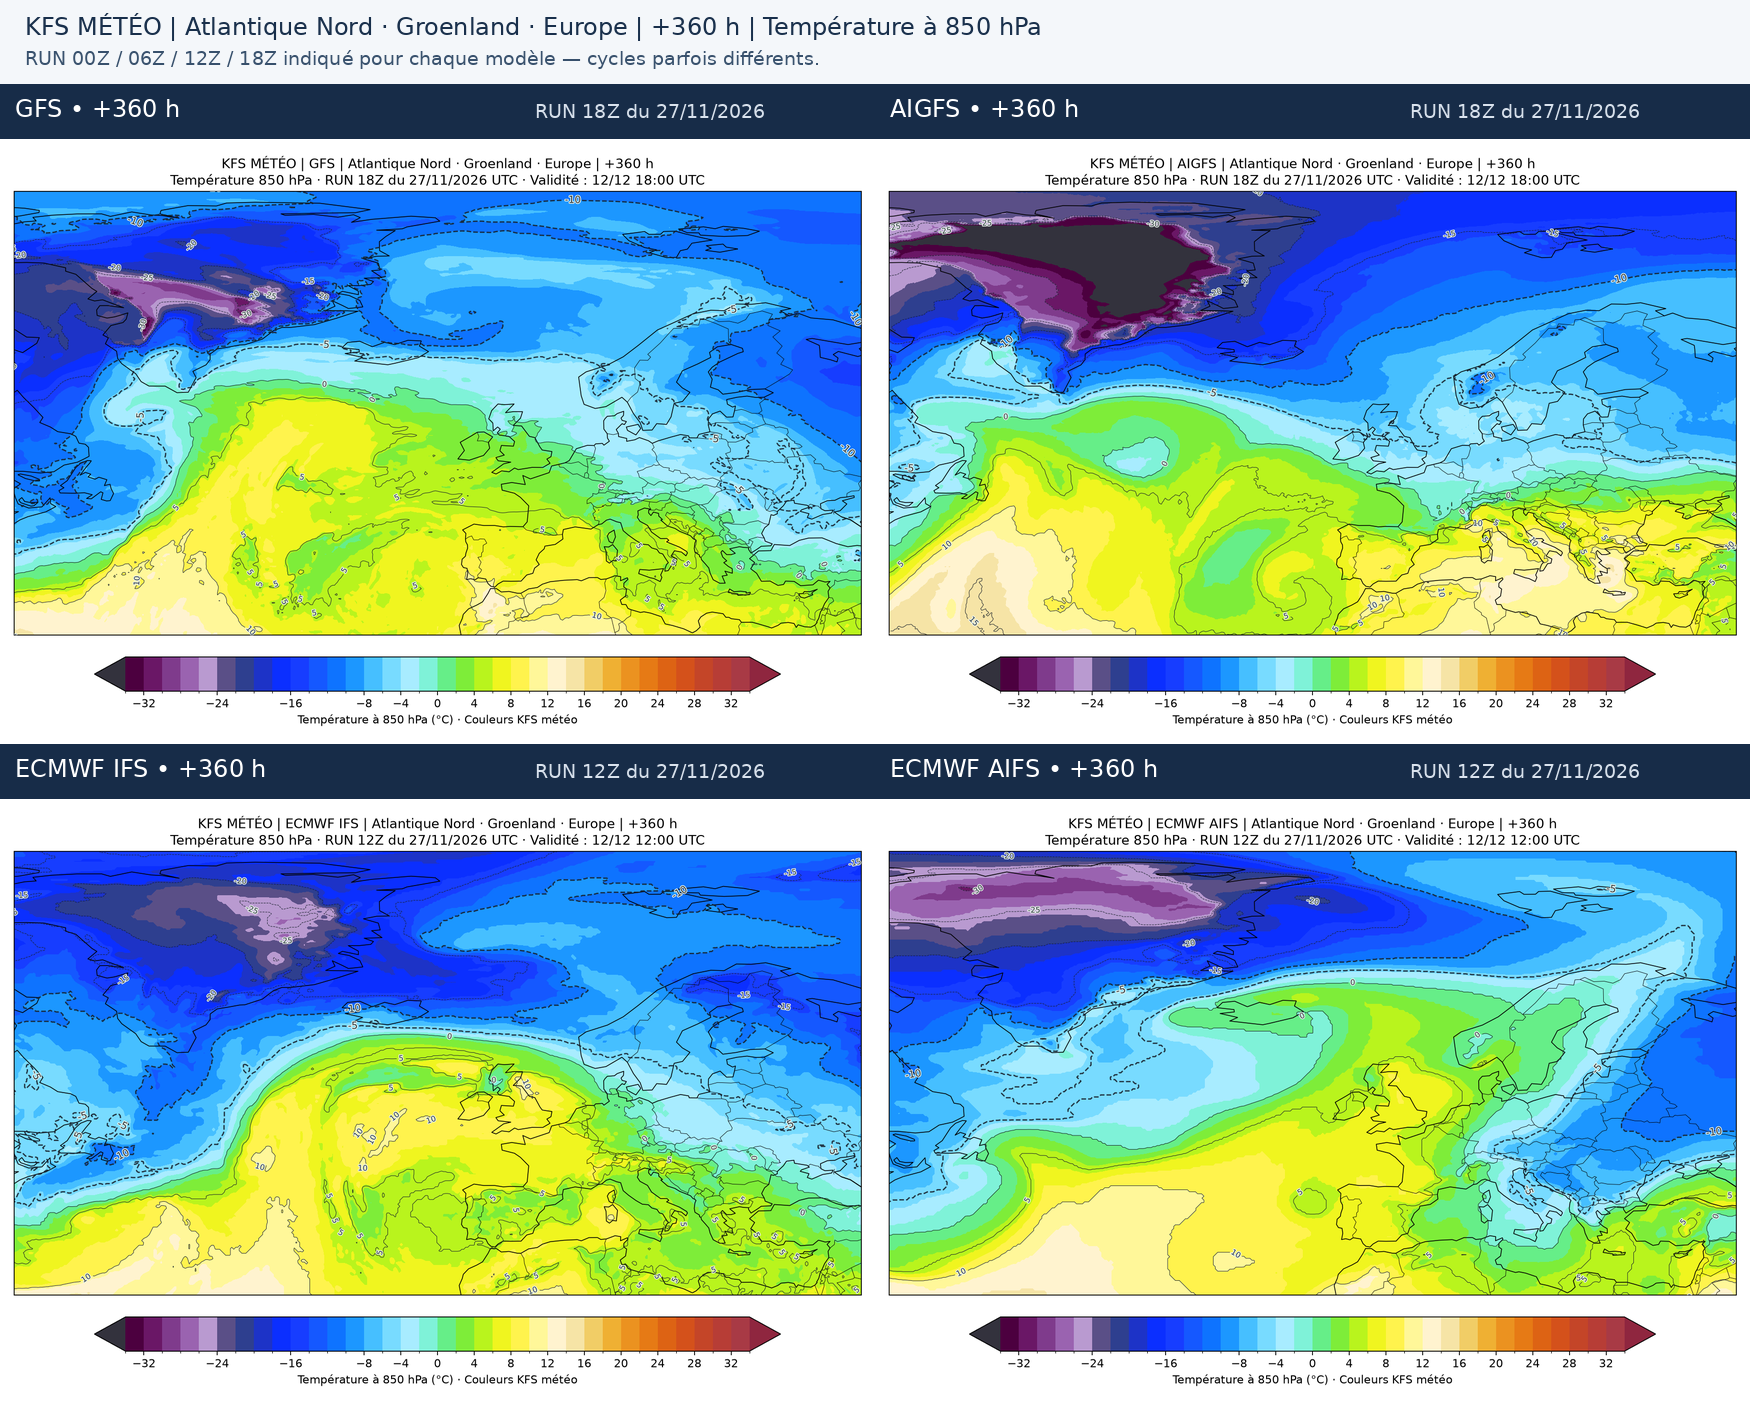 KFS MÉTÉO | Atlantique Nord · Groenland · Europe | +360 h | Température à 850 hPa
RUN 00Z / 06Z / 12Z / 18Z indiqué pour chaque modèle — cycles parfois différents.
GFS • +360 h
RUN 18Z du 27/11/2026
AIGFS • +360 h
RUN 18Z du 27/11/2026
KFS MÉTÉO | GFS | Atlantique Nord · Groenland · Europe | +360 h
Température 850 hPa · RUN 18Z du 27/11/2026 UTC · Validité : 12/12 18:00 UTC
KFS MÉTÉO | AIGFS | Atlantique Nord · Groenland · Europe | +360 h
Température 850 hPa · RUN 18Z du 27/11/2026 UTC · Validité : 12/12 18:00 UTC
−32 −24 −16 −8 −4 0 4 8 12 16 20 24 28 32
Température à 850 hPa (°C) · Couleurs KFS météo
−32 −24 −16 −8 −4 0 4 8 12 16 20 24 28 32
Température à 850 hPa (°C) · Couleurs KFS météo
ECMWF IFS • +360 h
RUN 12Z du 27/11/2026
ECMWF AIFS • +360 h
RUN 12Z du 27/11/2026
KFS MÉTÉO | ECMWF IFS | Atlantique Nord · Groenland · Europe | +360 h
Température 850 hPa · RUN 12Z du 27/11/2026 UTC · Validité : 12/12 12:00 UTC
KFS MÉTÉO | ECMWF AIFS | Atlantique Nord · Groenland · Europe | +360 h
Température 850 hPa · RUN 12Z du 27/11/2026 UTC · Validité : 12/12 12:00 UTC
−32 −24 −16 −8 −4 0 4 8 12 16 20 24 28 32
Température à 850 hPa (°C) · Couleurs KFS météo
−32 −24 −16 −8 −4 0 4 8 12 16 20 24 28 32
Température à 850 hPa (°C) · Couleurs KFS météo